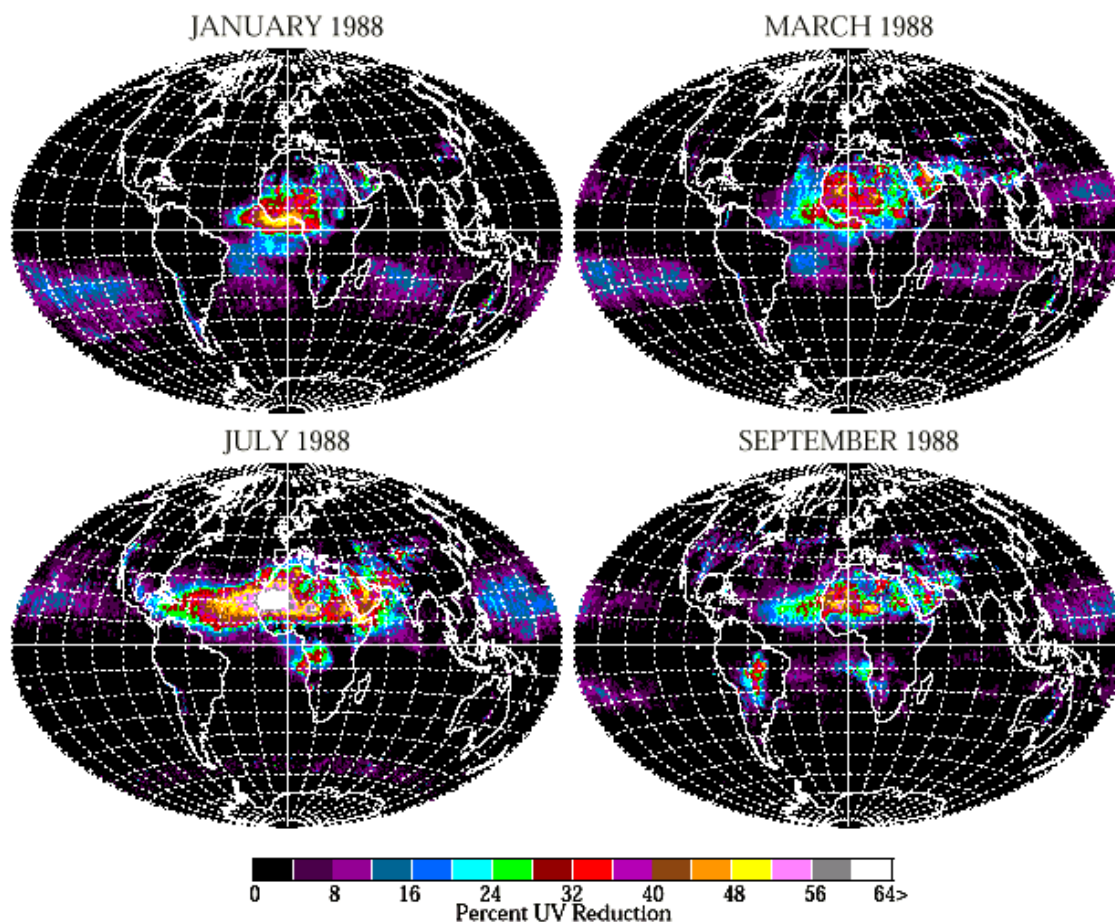 JANUARY 1988
MARCH 1988
JULY 1988
SEPTEMBER 1988
0 8 16 24 32 40 48 56 64>
Percent UV Reduction